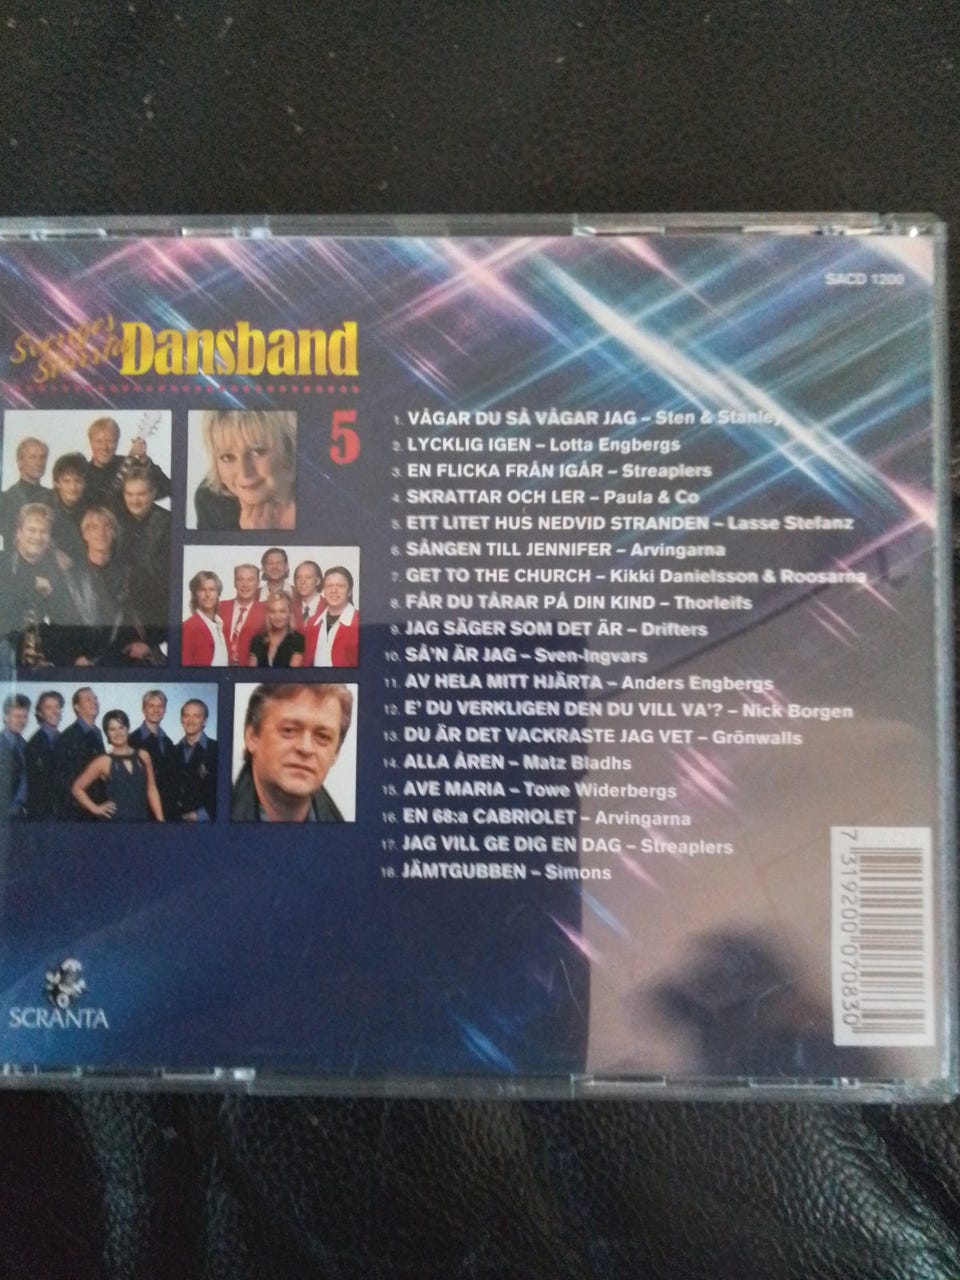 SACD 1200
Sveriges
Största
Dansband
5
1. VÅGAR DU SÅ VÅGAR JAG – Sten & Stanley
2. LYCKLIG IGEN – Lotta Engbergs
3. EN FLICKA FRÅN IGÅR – Streaplers
4. SKRATTAR OCH LER – Paula & Co
5. ETT LITET HUS NEDVID STRANDEN – Lasse Stefanz
6. SÅNGEN TILL JENNIFER – Arvingarna
7. GET TO THE CHURCH – Kikki Danielsson & Roosarna
8. FÅR DU TÅRAR PÅ DIN KIND – Thorleifs
9. JAG SÄGER SOM DET ÄR – Drifters
10. SÅ'N ÄR JAG – Sven-Ingvars
11. AV HELA MITT HJÄRTA – Anders Engbergs
12. E' DU VERKLIGEN DEN DU VILL VA'? – Nick Borgen
13. DU ÄR DET VACKRASTE JAG VET – Grönwalls
14. ALLA ÅREN – Matz Bladhs
15. AVE MARIA – Towe Widerbergs
16. EN 68:a CABRIOLET – Arvingarna
17. JAG VILL GE DIG EN DAG – Streaplers
18. JÄMTGUBBEN – Simons
7 319200 070830
SCRANTA